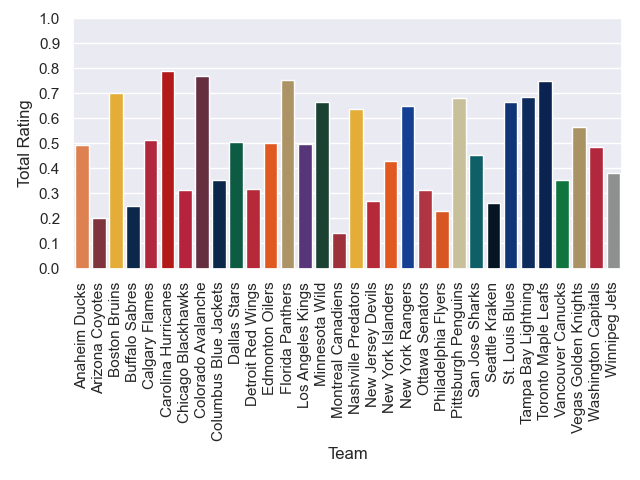 1.0
0.9
0.8
0.7
0.6
0.5
0.4
0.3
0.2
0.1
0.0
Total Rating
Anaheim Ducks
Arizona Coyotes
Boston Bruins
Buffalo Sabres
Calgary Flames
Carolina Hurricanes
Chicago Blackhawks
Colorado Avalanche
Columbus Blue Jackets
Dallas Stars
Detroit Red Wings
Edmonton Oilers
Florida Panthers
Los Angeles Kings
Minnesota Wild
Montreal Canadiens
Nashville Predators
New Jersey Devils
New York Islanders
New York Rangers
Ottawa Senators
Philadelphia Flyers
Pittsburgh Penguins
San Jose Sharks
Seattle Kraken
St. Louis Blues
Tampa Bay Lightning
Toronto Maple Leafs
Vancouver Canucks
Vegas Golden Knights
Washington Capitals
Winnipeg Jets
Team